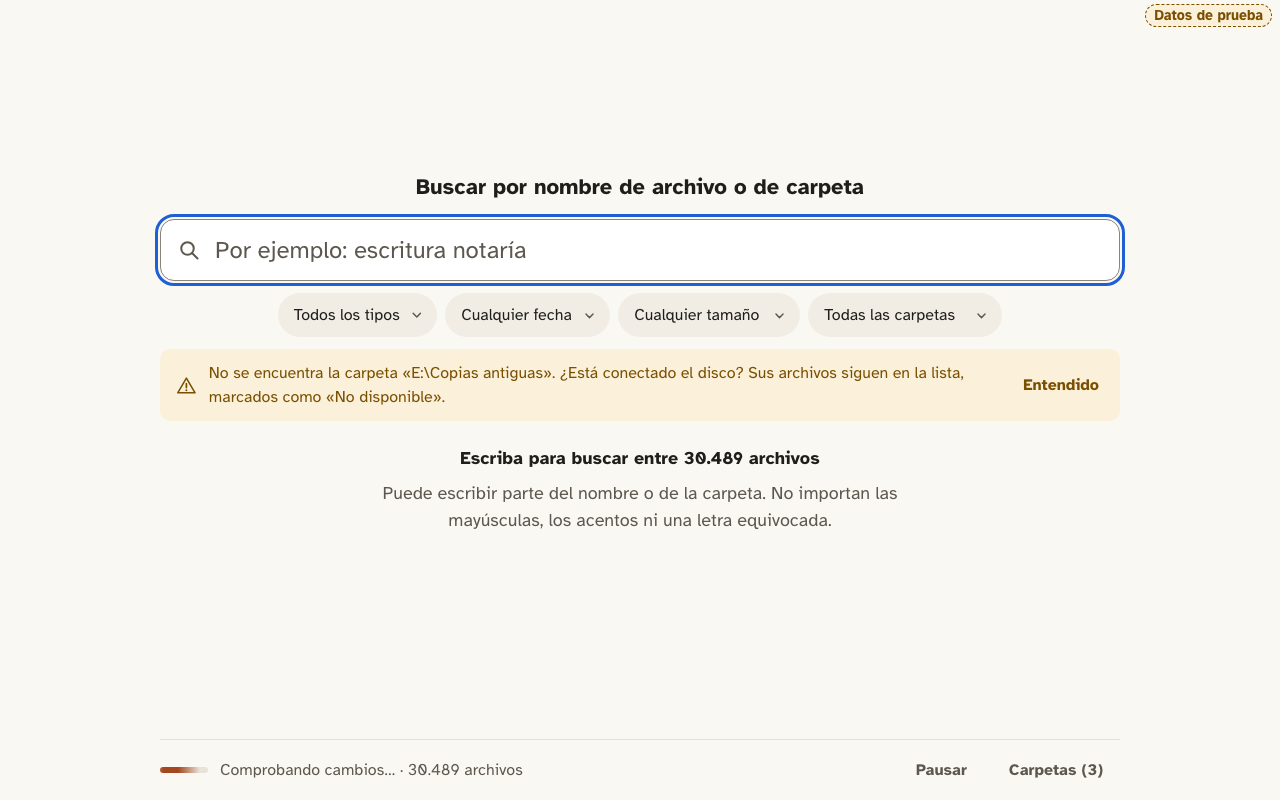 Datos de prueba
Buscar por nombre de archivo o de carpeta
Por ejemplo: escritura notaría
Todos los tipos
Cualquier fecha
Cualquier tamaño
Todas las carpetas
No se encuentra la carpeta «E:\Copias antiguas». ¿Está conectado el disco? Sus archivos siguen en la lista,
marcados como «No disponible».
Entendido
Escriba para buscar entre 30.489 archivos
Puede escribir parte del nombre o de la carpeta. No importan las
mayúsculas, los acentos ni una letra equivocada.
Comprobando cambios… · 30.489 archivos
Pausar
Carpetas (3)